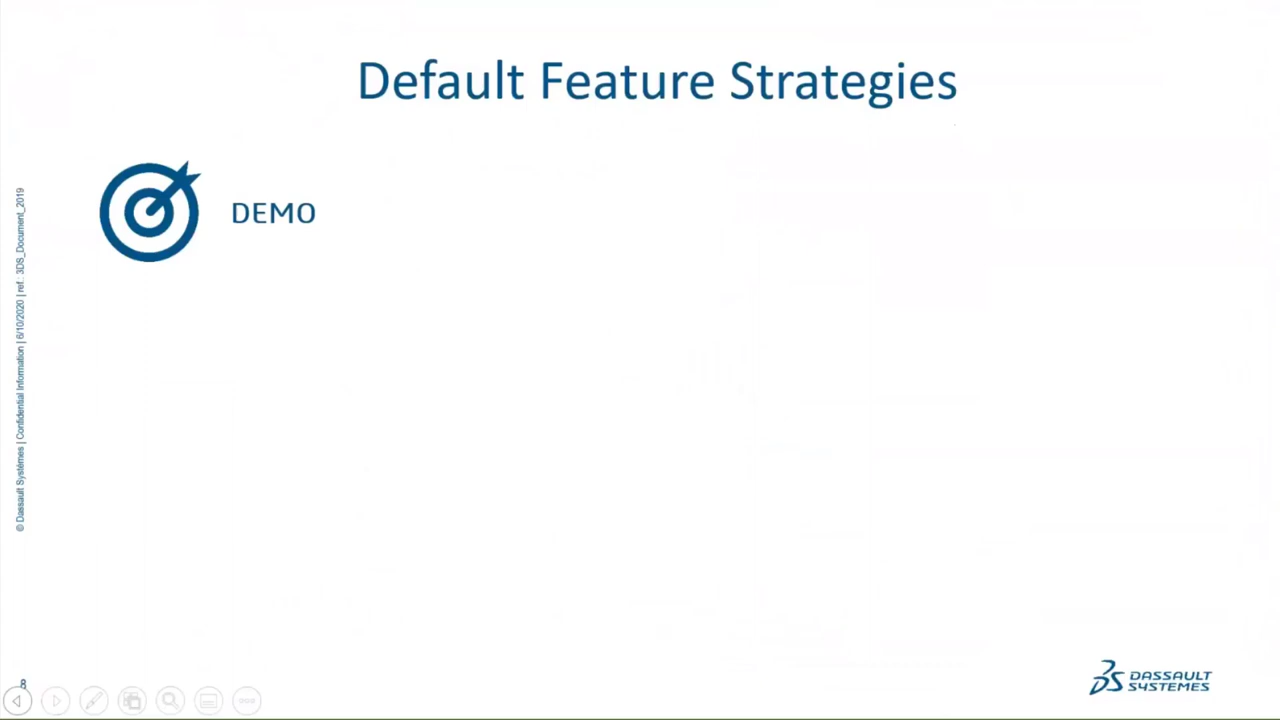 Default Feature Strategies
DEMO
© Dassault Systèmes | Confidential Information | 6/10/2020 | ref.: 3DS_Document_2019
8
DASSAULT
SYSTEMES